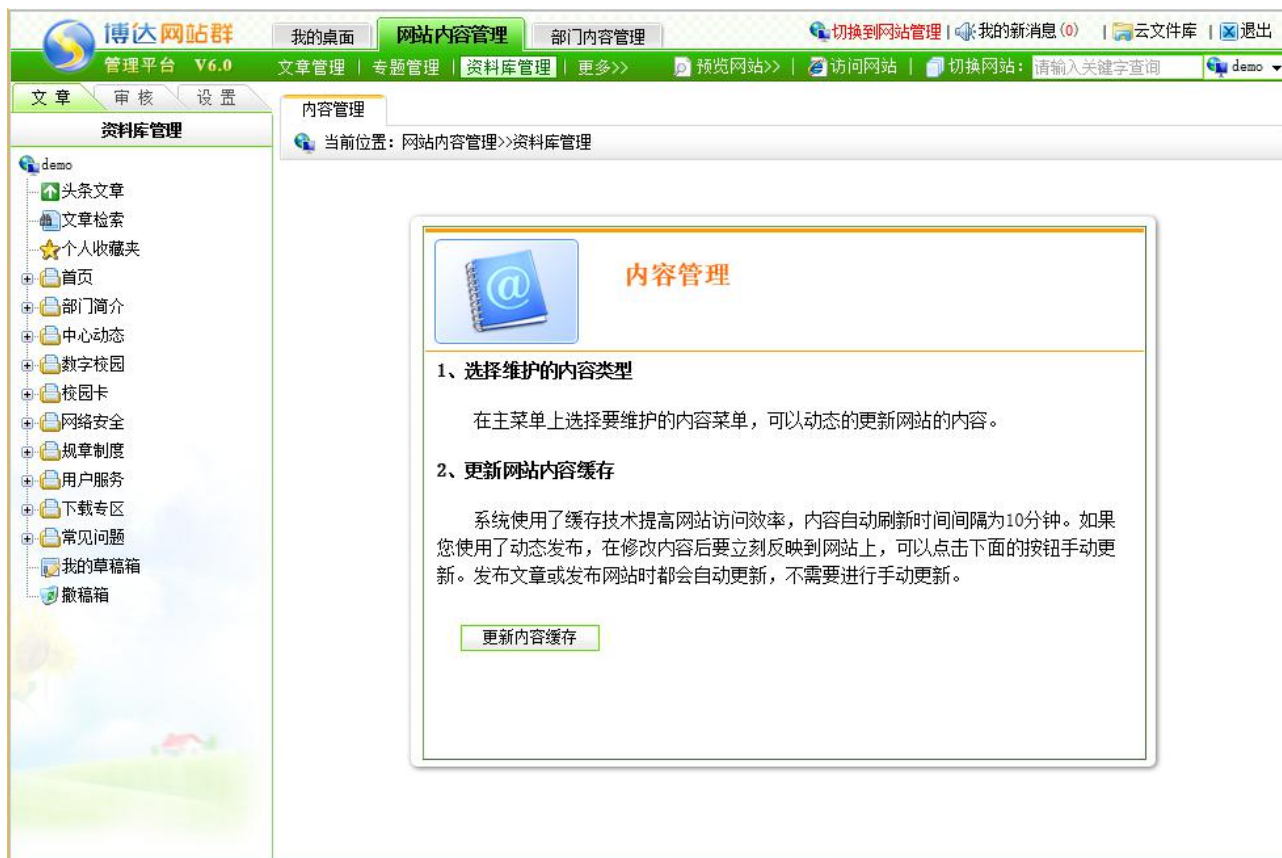 博达网站群
管理平台 V6.0
我的桌面 网站内容管理 部门内容管理
切换到网站管理 | 我的新消息(0) | 云文件库 | 退出
文章管理 | 专题管理 | 资料库管理 | 更多>> 预览网站>> | 访问网站 | 切换网站: 请输入关键字查询 demo
文章 审核 设置
资料库管理
demo
头条文章
文章检索
个人收藏夹
首页
部门简介
中心动态
数字校园
校园卡
网络安全
规章制度
用户服务
下载专区
常见问题
我的草稿箱
撤稿箱
内容管理
当前位置：网站内容管理>>资料库管理
内容管理
1、选择维护的内容类型
在主菜单上选择要维护的内容菜单，可以动态的更新网站的内容。
2、更新网站内容缓存
系统使用了缓存技术提高网站访问效率，内容自动刷新时间间隔为10分钟。如果
您使用了动态发布，在修改内容后要立刻反映到网站上，可以点击下面的按钮手动更
新。发布文章或发布网站时都会自动更新，不需要进行手动更新。
更新内容缓存